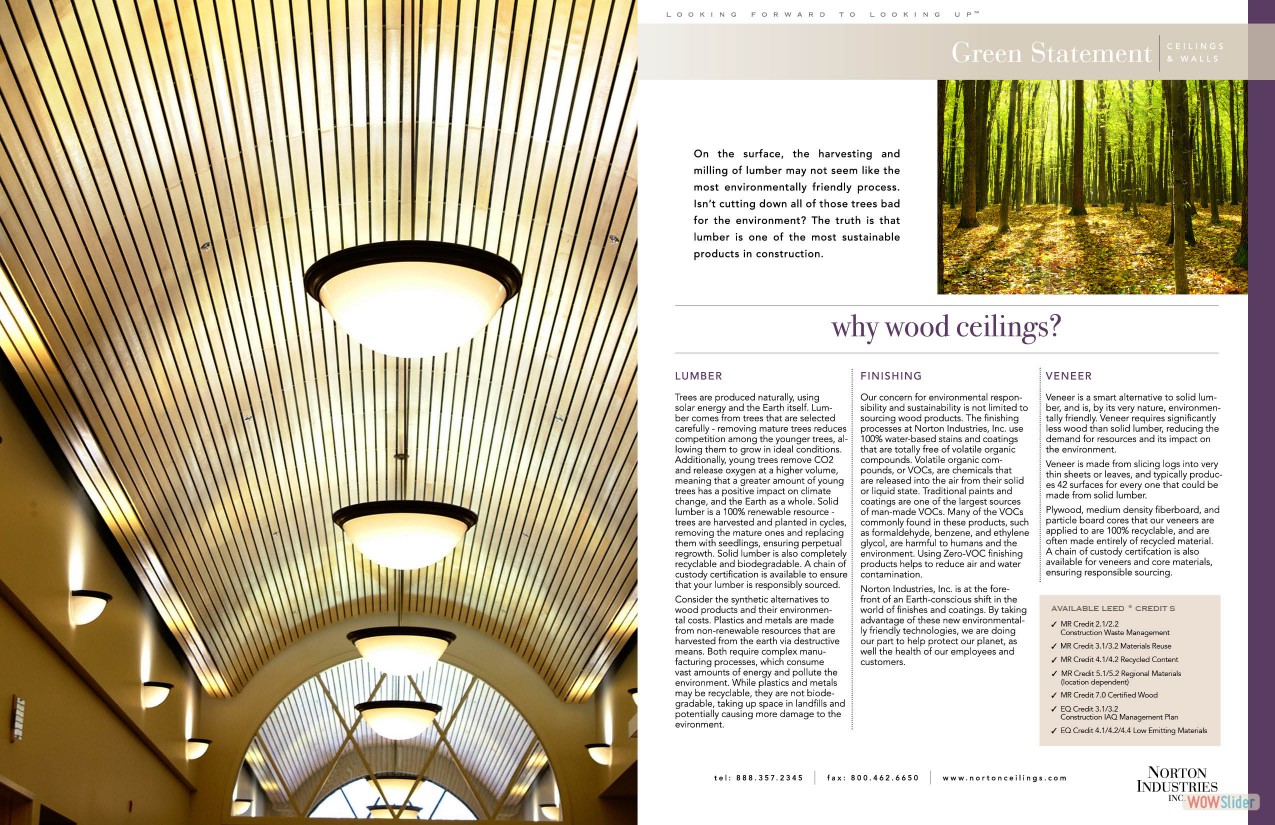 LOOKING FORWARD TO LOOKING UP™
Green Statement
CEILINGS
& WALLS
On the surface, the harvesting and
milling of lumber may not seem like the
most environmentally friendly process.
Isn't cutting down all of those trees bad
for the environment? The truth is that
lumber is one of the most sustainable
products in construction.
why wood ceilings?
LUMBER
Trees are produced naturally, using
solar energy and the Earth itself. Lum-
ber comes from trees that are selected
carefully - removing mature trees reduces
competition among the younger trees, al-
lowing them to grow in ideal conditions.
Additionally, young trees remove CO2
and release oxygen at a higher volume,
meaning that a greater amount of young
trees has a positive impact on climate
change, and the Earth as a whole. Solid
lumber is a 100% renewable resource -
trees are harvested and planted in cycles,
removing the mature ones and replacing
them with seedlings, ensuring perpetual
regrowth. Solid lumber is also completely
recyclable and biodegradable. A chain of
custody certification is available to ensure
that your lumber is responsibly sourced.
Consider the synthetic alternatives to
wood products and their environmen-
tal costs. Plastics and metals are made
from non-renewable resources that are
harvested from the earth via destructive
means. Both require complex manu-
facturing processes, which consume
vast amounts of energy and pollute the
environment. While plastics and metals
may be recyclable, they are not biode-
gradable, taking up space in landfills and
potentially causing more damage to the
evironment.
FINISHING
Our concern for environmental respon-
sibility and sustainability is not limited to
sourcing wood products. The finishing
processes at Norton Industries, Inc. use
100% water-based stains and coatings
that are totally free of volatile organic
compounds. Volatile organic com-
pounds, or VOCs, are chemicals that
are released into the air from their solid
or liquid state. Traditional paints and
coatings are one of the largest sources
of man-made VOCs. Many of the VOCs
commonly found in these products, such
as formaldehyde, benzene, and ethylene
glycol, are harmful to humans and the
environment. Using Zero-VOC finishing
products helps to reduce air and water
contamination.
Norton Industries, Inc. is at the fore-
front of an Earth-conscious shift in the
world of finishes and coatings. By taking
advantage of these new environmental-
ly friendly technologies, we are doing
our part to help protect our planet, as
well the health of our employees and
customers.
VENEER
Veneer is a smart alternative to solid lum-
ber, and is, by its very nature, environmen-
tally friendly. Veneer requires significantly
less wood than solid lumber, reducing the
demand for resources and its impact on
the environment.
Veneer is made from slicing logs into very
thin sheets or leaves, and typically produc-
es 42 surfaces for every one that could be
made from solid lumber.
Plywood, medium density fiberboard, and
particle board cores that our veneers are
applied to are 100% recyclable, and are
often made entirely of recycled material.
A chain of custody certifcation is also
available for veneers and core materials,
ensuring responsible sourcing.
AVAILABLE LEED ® CREDITS
✓ MR Credit 2.1/2.2
Construction Waste Management
✓ MR Credit 3.1/3.2 Materials Reuse
✓ MR Credit 4.1/4.2 Recycled Content
✓ MR Credit 5.1/5.2 Regional Materials
(location dependent)
✓ MR Credit 7.0 Certified Wood
✓ EQ Credit 3.1/3.2
Construction IAQ Management Plan
✓ EQ Credit 4.1/4.2/4.4 Low Emitting Materials
tel: 888.357.2345 | fax: 800.462.6650 | www.nortonceilings.com
NORTON
INDUSTRIES
INC.
WOWSlider